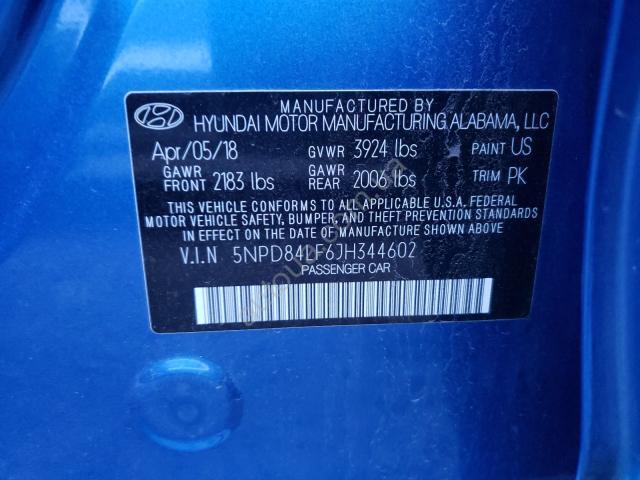 MANUFACTURED BY
HYUNDAI MOTOR MANUFACTURING ALABAMA, LLC
Apr/05/18 GVWR 3924 lbs PAINT US
GAWR FRONT 2183 lbs GAWR REAR 2006 lbs TRIM PK
THIS VEHICLE CONFORMS TO ALL APPLICABLE U.S.A. FEDERAL
MOTOR VEHICLE SAFETY, BUMPER, AND THEFT PREVENTION STANDARDS
IN EFFECT ON THE DATE OF MANUFACTURE SHOWN ABOVE.
V.I.N 5NPD84LF6JH344602
PASSENGER CAR